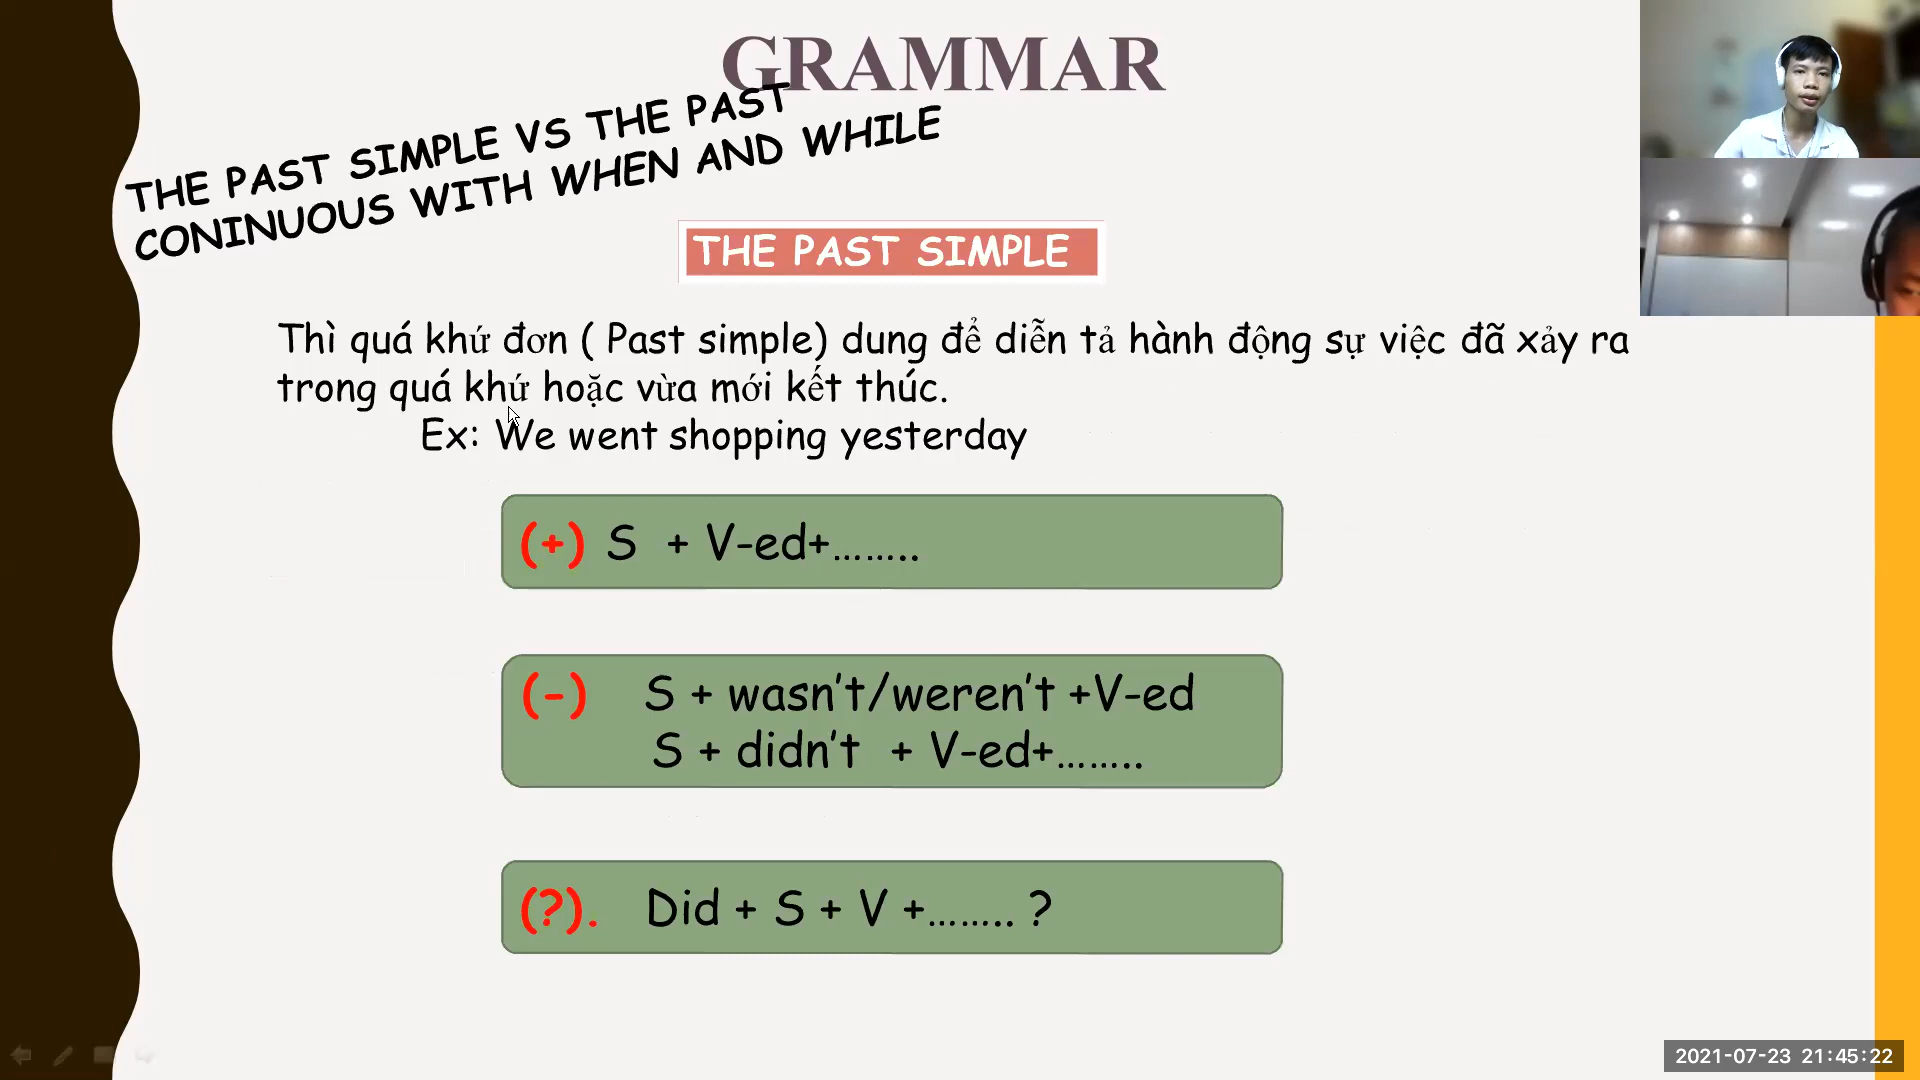 GRAMMAR
THE PAST SIMPLE VS THE PAST
CONINUOUS WITH WHEN AND WHILE
THE PAST SIMPLE
Thì quá khứ đơn ( Past simple) dung để diễn tả hành động sự việc đã xảy ra
trong quá khứ hoặc vừa mới kết thúc.
Ex: We went shopping yesterday
(+) S + V-ed+……..
(-) S + wasn’t/weren’t +V-ed
S + didn’t + V-ed+……..
(?). Did + S + V +…….. ?
2021-07-23 21:45:22